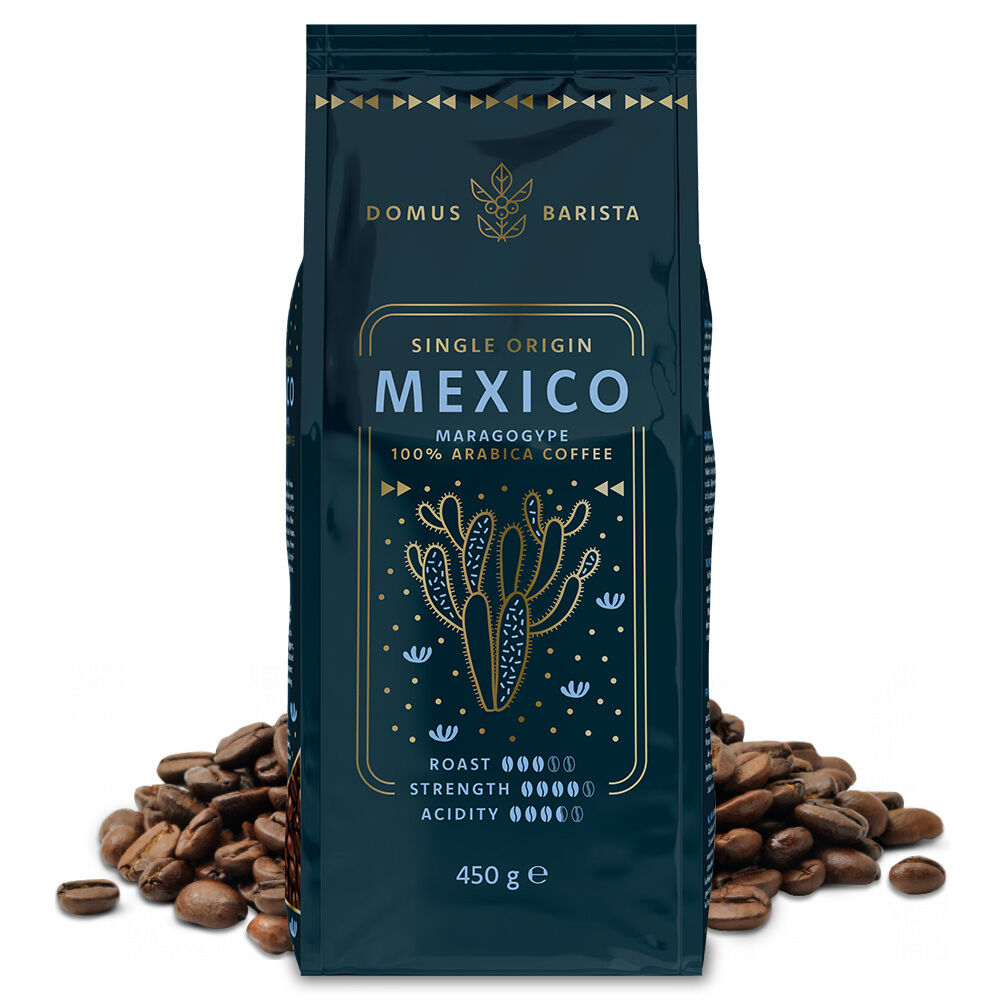 DOMUS BARISTA
SINGLE ORIGIN
MEXICO
MARAGOGYPE
100% ARABICA COFFEE
ROAST
STRENGTH
ACIDITY
450 g ℮